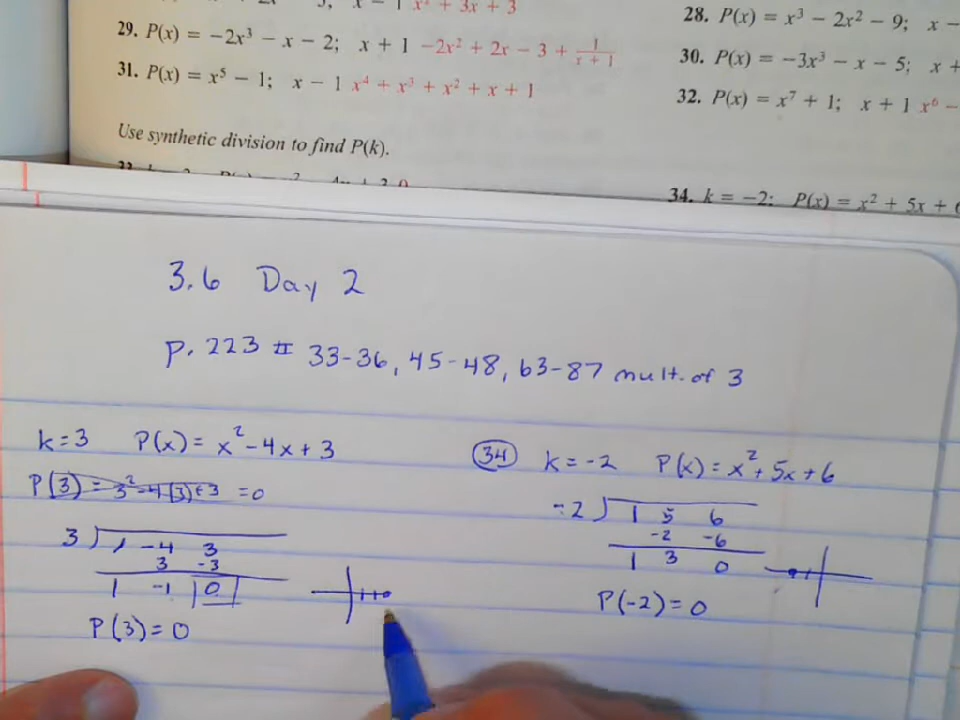 x² + 3x + 3
28. P(x) = x³ − 2x² − 9; x −
29. P(x) = −2x³ − x − 2; x + 1 −2x² + 2x − 3 + 1/(x + 1)
30. P(x) = −3x³ − x − 5; x +
31. P(x) = x⁵ − 1; x − 1 x⁴ + x³ + x² + x + 1
32. P(x) = x⁷ + 1; x + 1 x⁶ −
Use synthetic division to find P(k).
34. k = −2; P(x) = x² + 5x + 6
3.6 Day 2
p. 223 # 33-36, 45-48, 63-87 mult. of 3
k=3 P(x) = x² - 4x + 3
P(3) = 3² - 4(3) + 3 = 0
3 ) 1 -4 3
3 -3
1 -1 0
P(3) = 0
34 k = -2 P(x) = x² + 5x + 6
-2 ) 1 5 6
-2 -6
1 3 0
P(-2) = 0